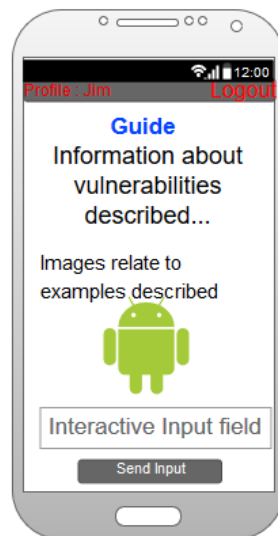 12:00
Profile : Jim Logout
Guide
Information about
vulnerabilities
described...
Images relate to
examples described
Interactive Input field
Send Input